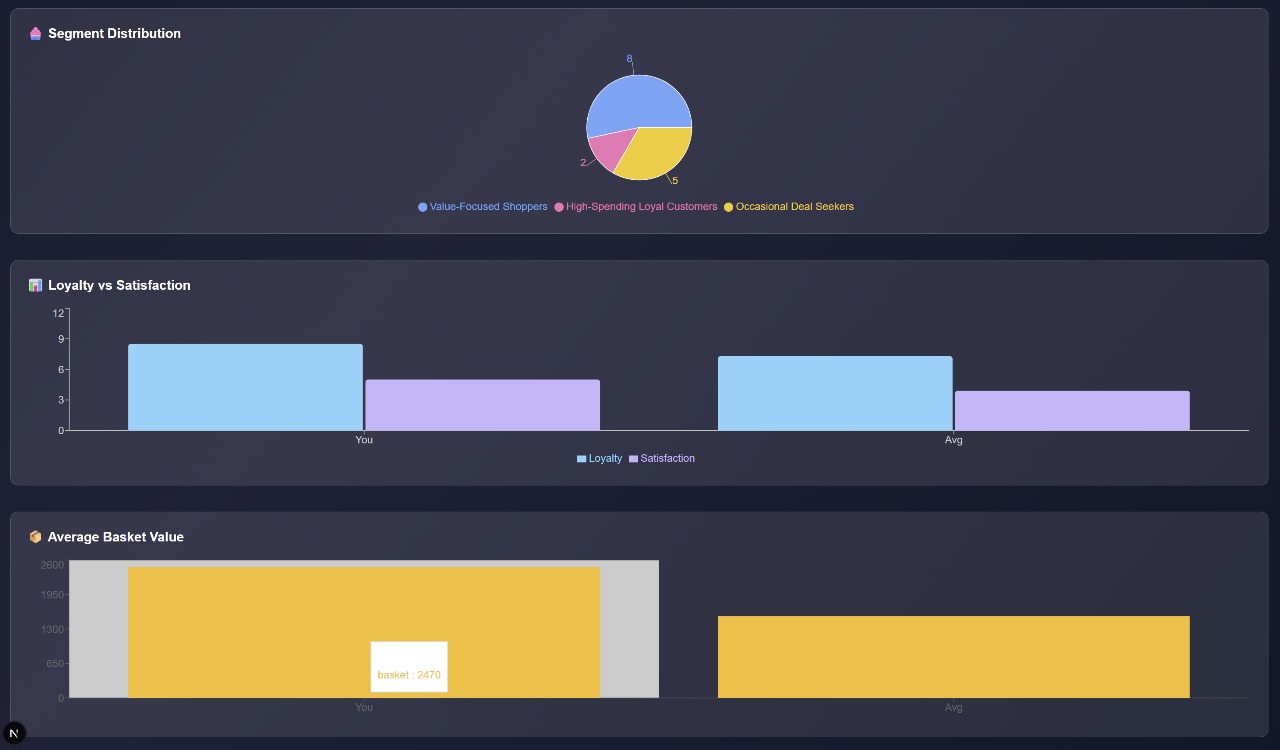 Segment Distribution
8
2
5
Value-Focused Shoppers High-Spending Loyal Customers Occasional Deal Seekers
Loyalty vs Satisfaction
12
9
6
3
0
You Avg
Loyalty Satisfaction
Average Basket Value
2600
1950
1300
650
basket : 2470
0
You Avg
N